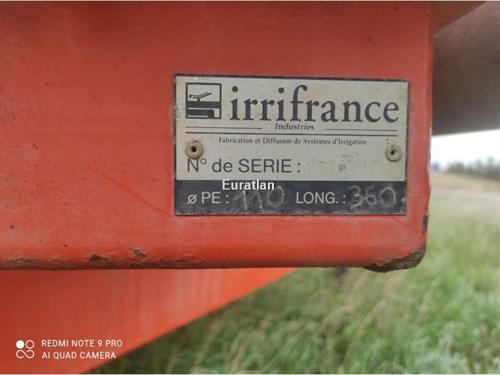 irrifrance
Industries
Fabrication et Diffusion de Systèmes d'Irrigation
N° de SERIE :
Euratlan
ø PE : 110 LONG. : 360
REDMI NOTE 9 PRO
AI QUAD CAMERA